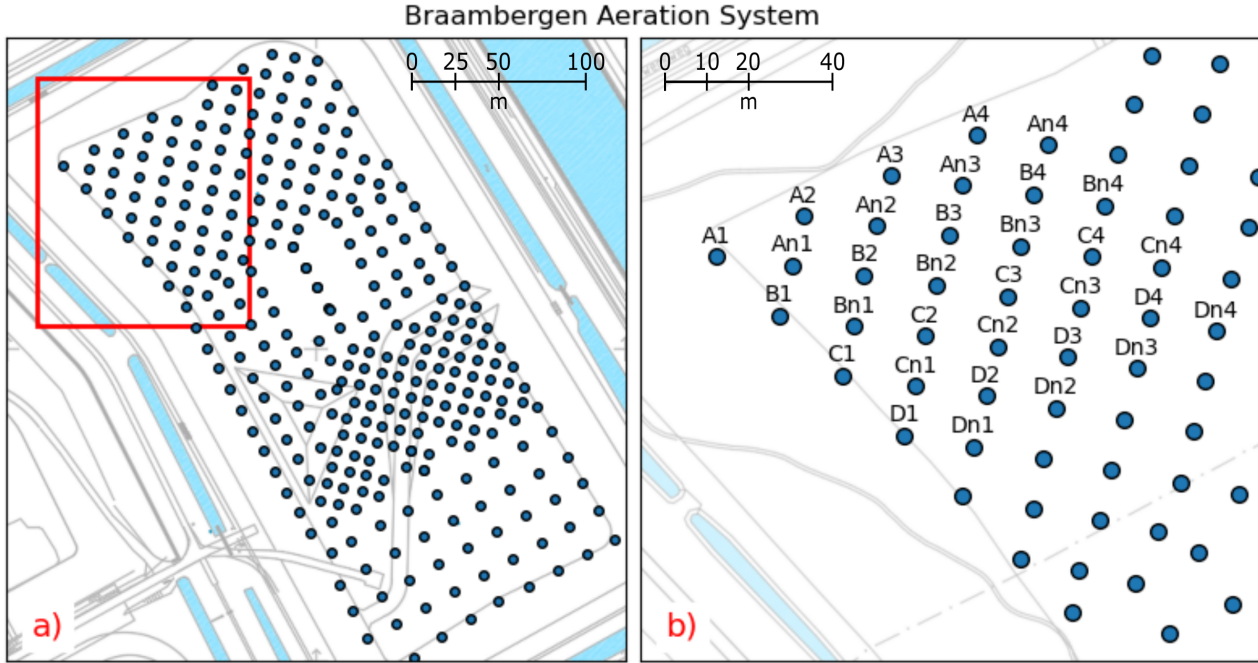 Braambergen Aeration System
0 25 50 100
m
a)
0 10 20 40
m
A4
An4
A3
An3
B4
Bn4
A2
An2
B3
Bn3
C4
Cn4
A1
An1
B2
Bn2
C3
Cn3
D4
Dn4
B1
Bn1
C2
Cn2
D3
Dn3
C1
Cn1
D2
Dn2
D1
Dn1
b)